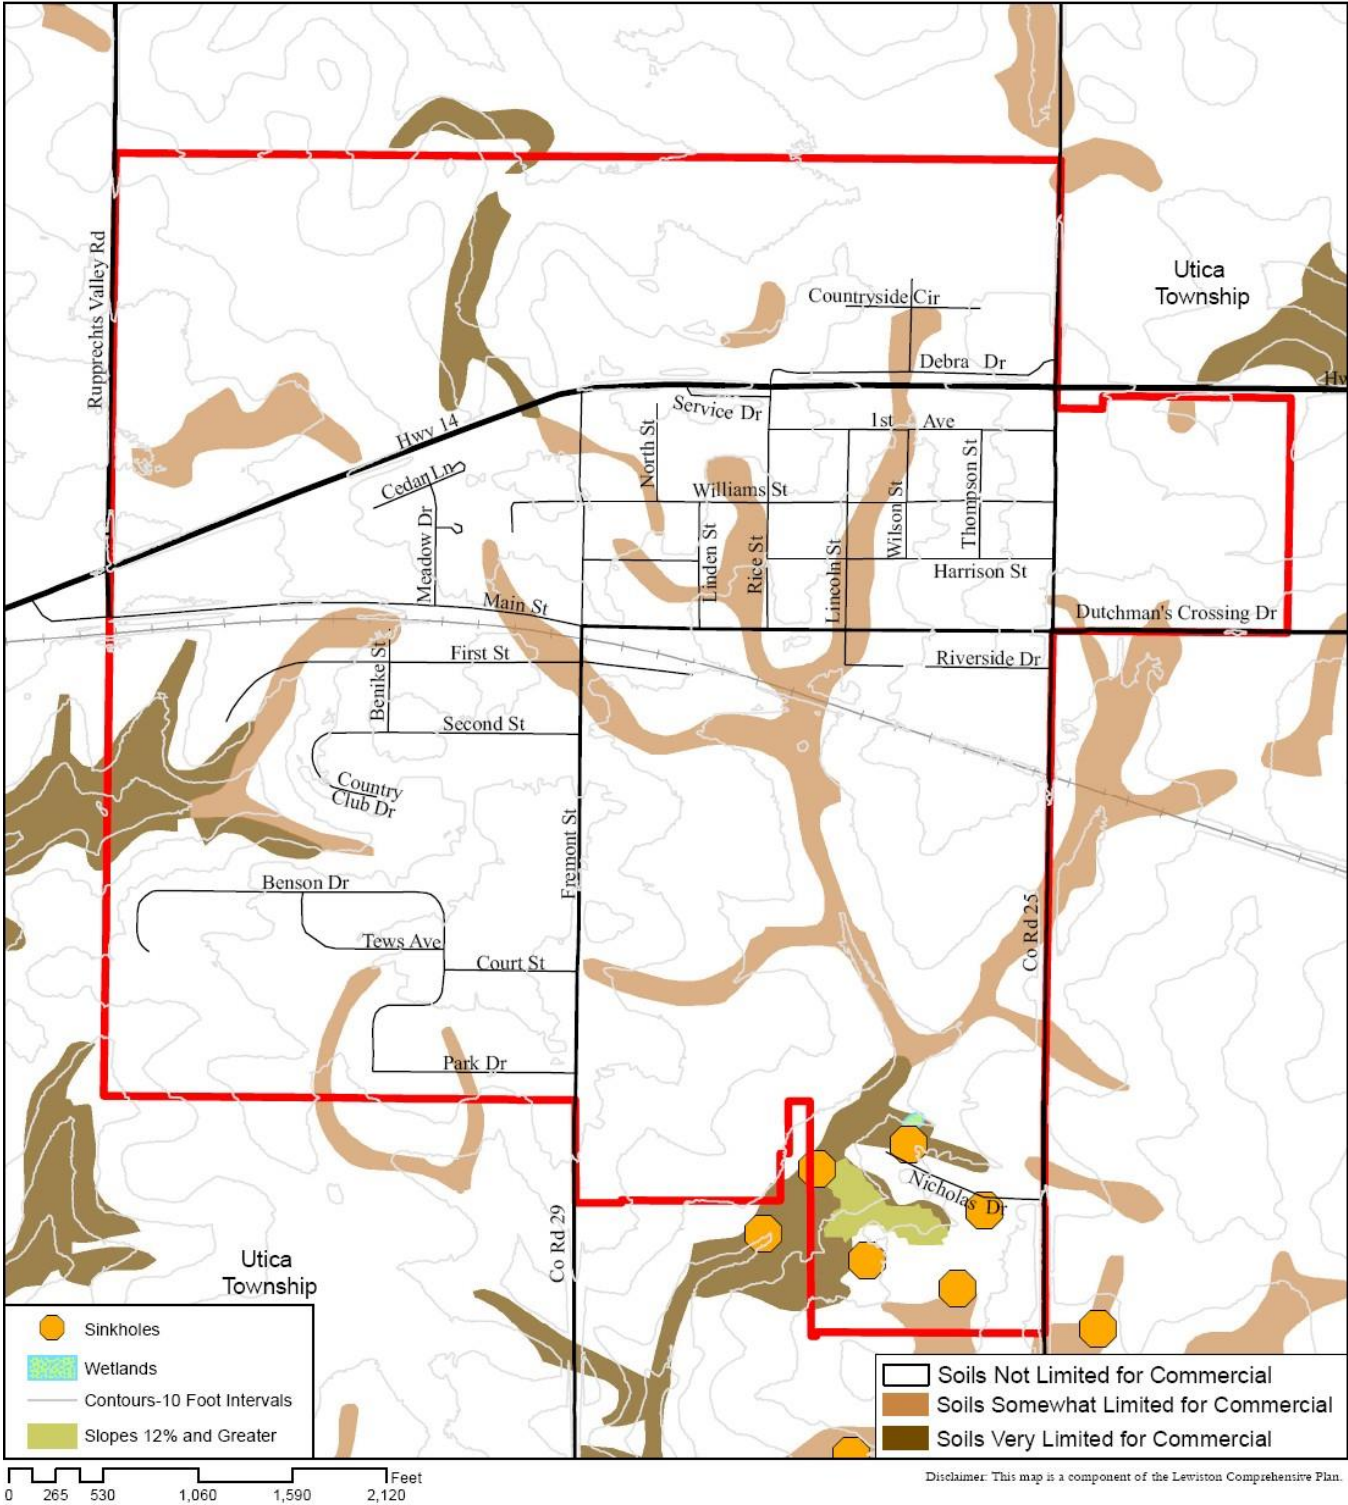 Rupprechts Valley Rd
Utica
Township
Countryside Cir
Debra Dr
Hwy 14
Service Dr
1st Ave
North St
Cedar Ln
Williams St
Meadow Dr
Linden St
Rice St
Lincoln St
Wilson St
Thompson St
Harrison St
Main St
Dutchman's Crossing Dr
First St
Riverside Dr
Benike St
Second St
Country
Club Dr
Fremont St
Benson Dr
Tews Ave
Court St
Co Rd 25
Park Dr
Nicholas Dr
Co Rd 29
Utica
Township
Sinkholes
Wetlands
Contours-10 Foot Intervals
Slopes 12% and Greater
Soils Not Limited for Commercial
Soils Somewhat Limited for Commercial
Soils Very Limited for Commercial
Feet
0 265 530 1,060 1,590 2,120
Disclaimer: This map is a component of the Lewiston Comprehensive Plan.